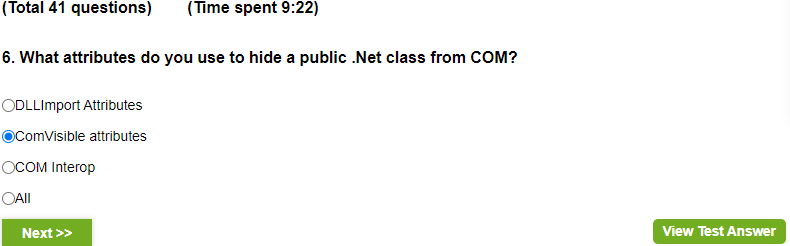 (Total 41 questions) (Time spent 9:22)
6. What attributes do you use to hide a public .Net class from COM?
DLLImport Attributes
ComVisible attributes
COM Interop
All
Next >> View Test Answer